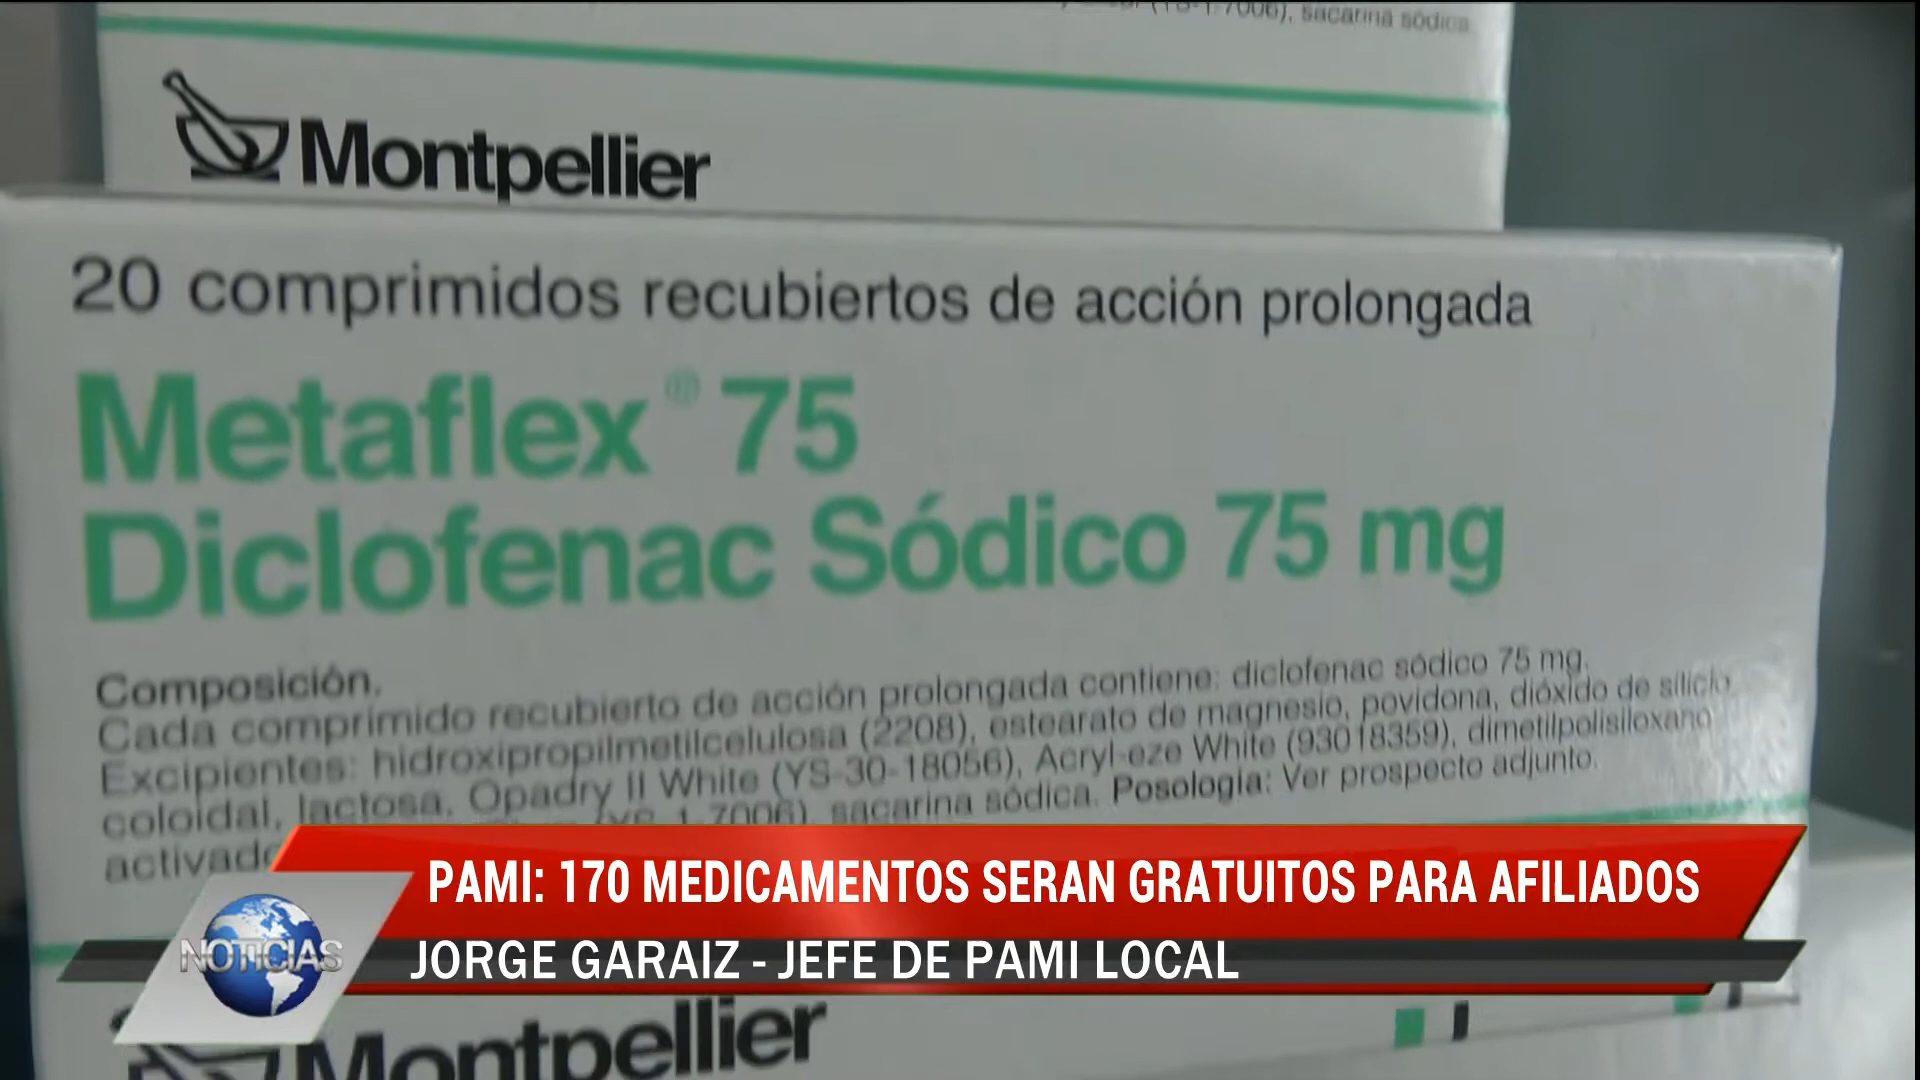 (YS-1-7006), sacarina sódica.
Montpellier
20 comprimidos recubiertos de acción prolongada
Metaflex® 75
Diclofenac Sódico 75 mg
Composición.
Cada comprimido recubierto de acción prolongada contiene: diclofenac sódico 75 mg.
Excipientes: hidroxipropilmetilcelulosa (2208), estearato de magnesio, povidona, dióxido de silicio
coloidal, lactosa, Opadry II White (YS-30-18056), Acryl-eze White (93018359), dimetilpolisiloxano
activado (YS-1-7006), sacarina sódica. Posología: Ver prospecto adjunto.
PAMI: 170 MEDICAMENTOS SERAN GRATUITOS PARA AFILIADOS
NOTICIAS
JORGE GARAIZ - JEFE DE PAMI LOCAL
Montpellier